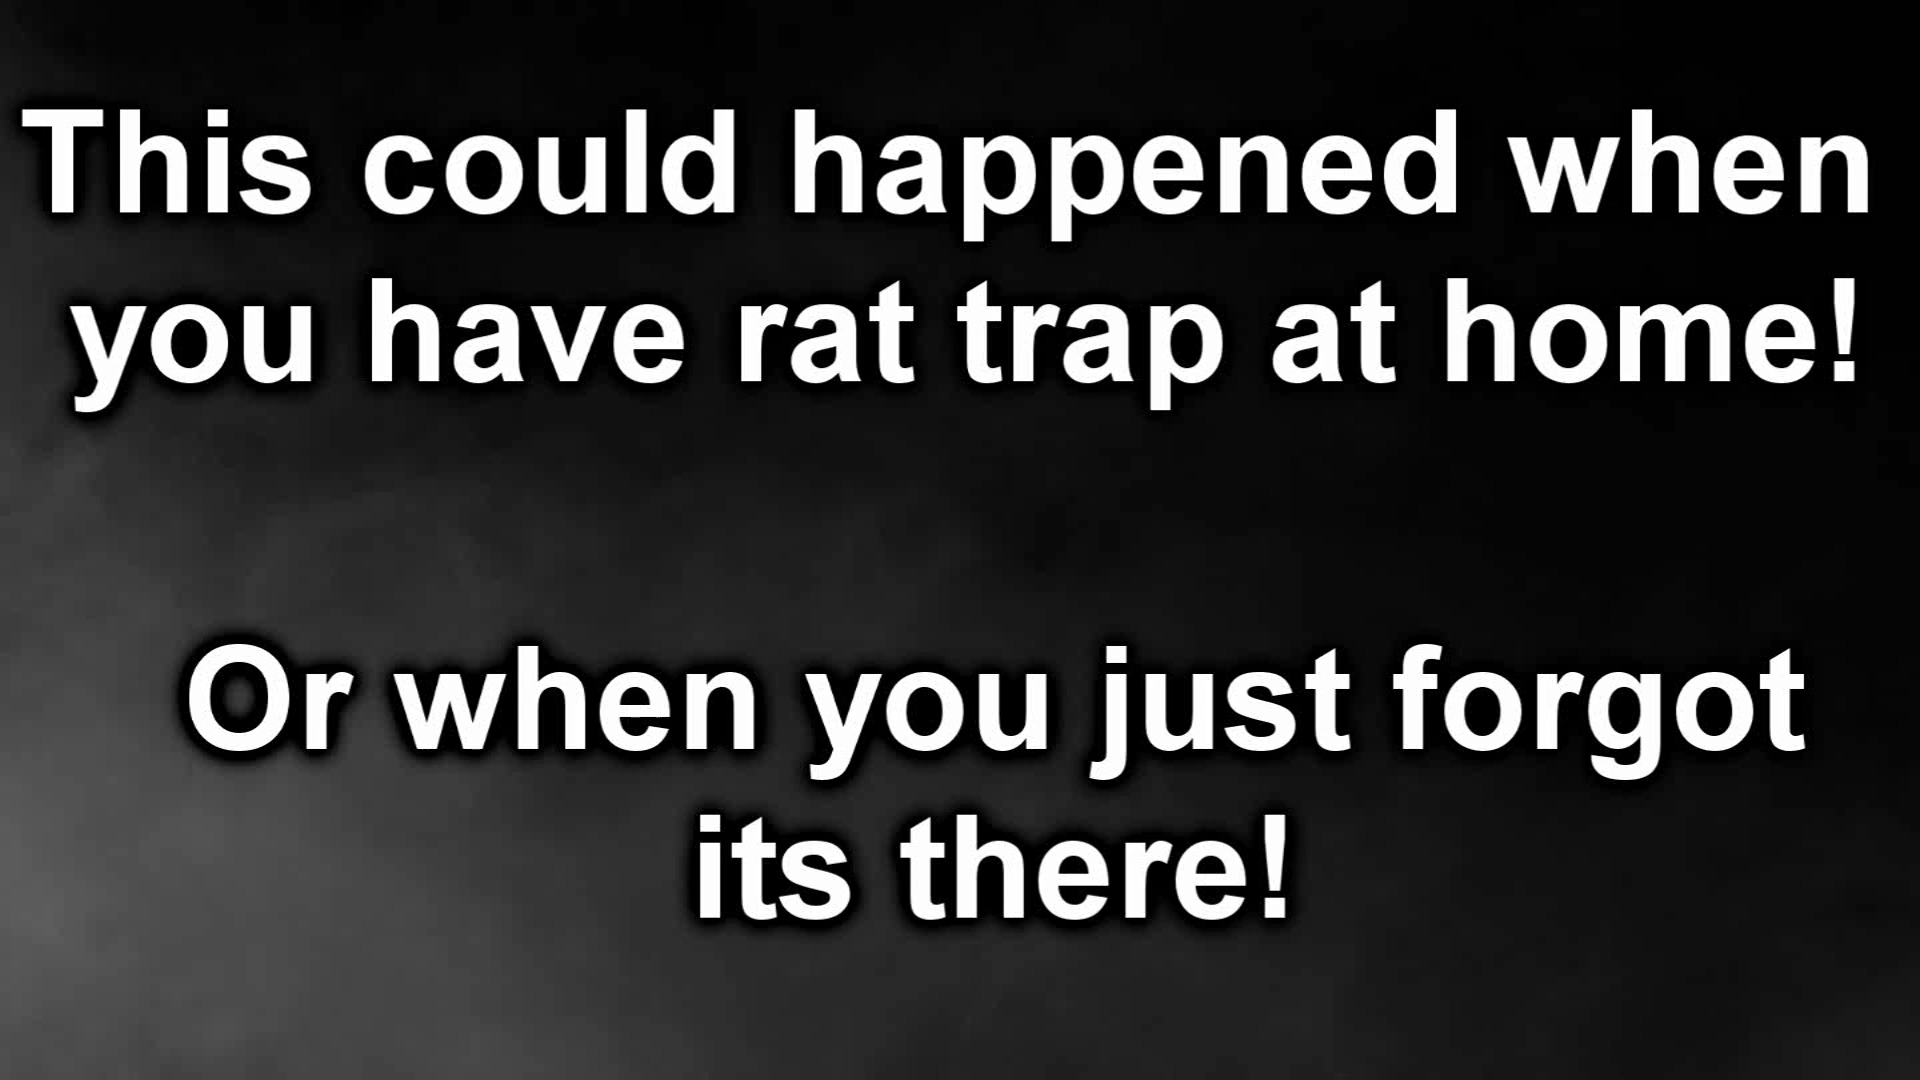 This could happened when
you have rat trap at home!
Or when you just forgot
its there!